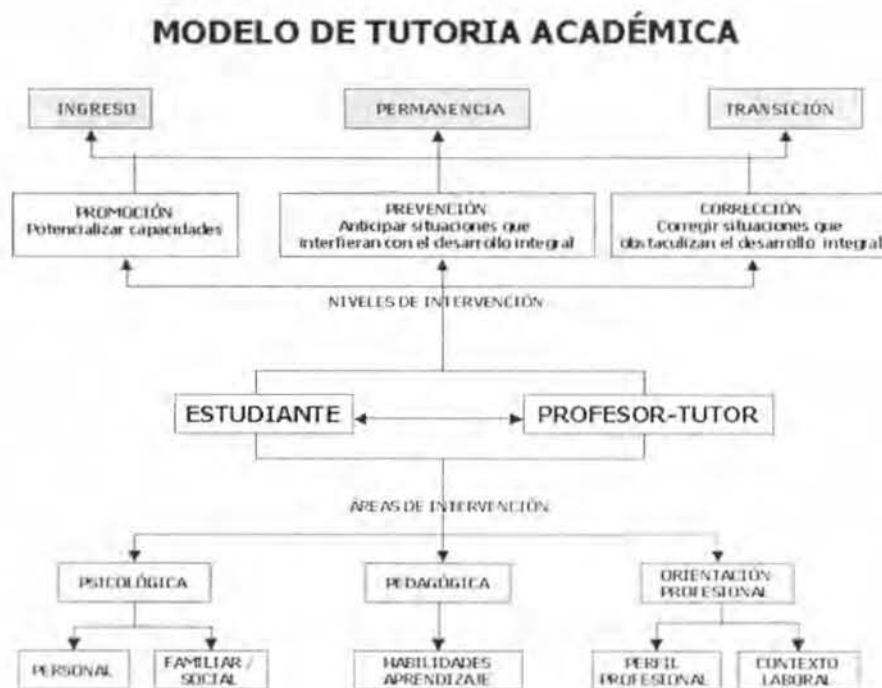 MODELO DE TUTORIA ACADÉMICA
INGRESO
PERMANENCIA
TRANSICIÓN
PROMOCIÓN
Potencializar capacidades
PREVENCIÓN
Anticipar situaciones que
interfieran con el desarrollo integral
CORRECCIÓN
Corregir situaciones que
obstaculizan el desarrollo integral
NIVELES DE INTERVENCIÓN
ESTUDIANTE
PROFESOR-TUTOR
ÁREAS DE INTERVENCIÓN
PSICOLÓGICA
PEDAGÓGICA
ORIENTACIÓN
PROFESIONAL
PERSONAL
FAMILIAR /
SOCIAL
HABILIDADES
APRENDIZAJE
PERFIL
PROFESIONAL
CONTEXTO
LABORAL